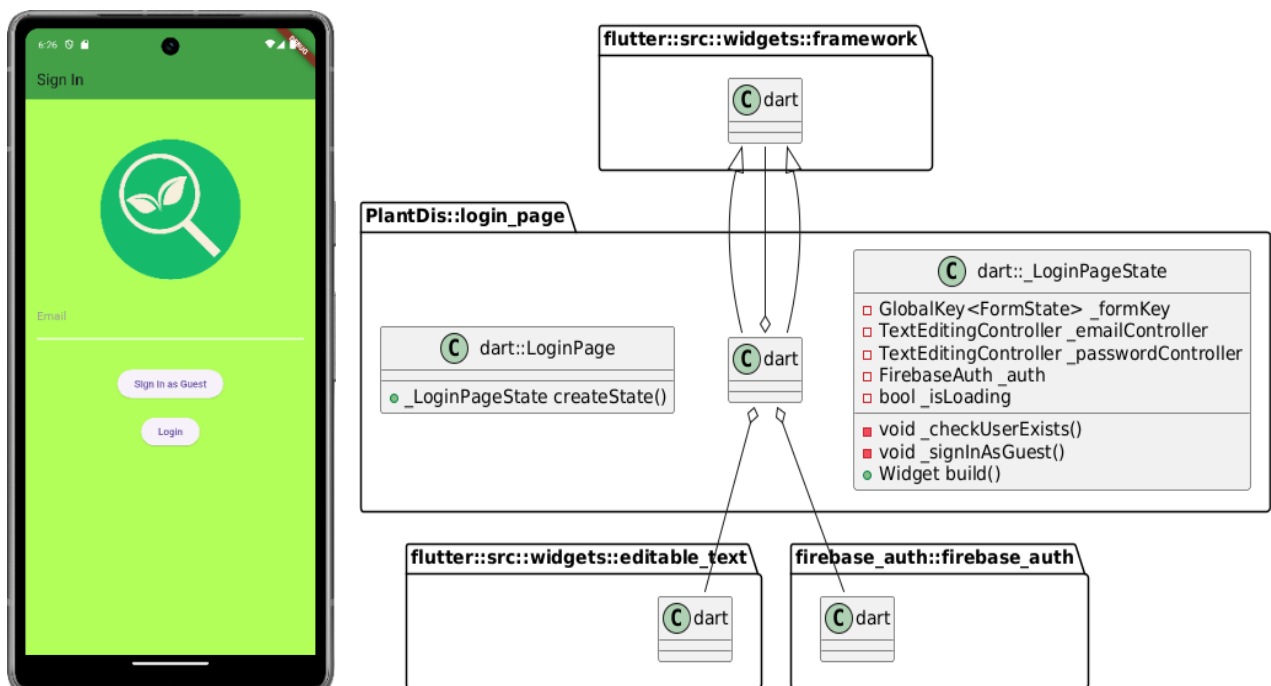 6:26
DEBUG
Sign In
Email
Sign In as Guest
Login
flutter::src::widgets::framework
C dart
PlantDis::login_page
C dart::LoginPage
_LoginPageState createState()
C dart
C dart::_LoginPageState
GlobalKey<FormState> _formKey
TextEditingController _emailController
TextEditingController _passwordController
FirebaseAuth _auth
bool _isLoading
void _checkUserExists()
void _signInAsGuest()
Widget build()
flutter::src::widgets::editable_text
C dart
firebase_auth::firebase_auth
C dart